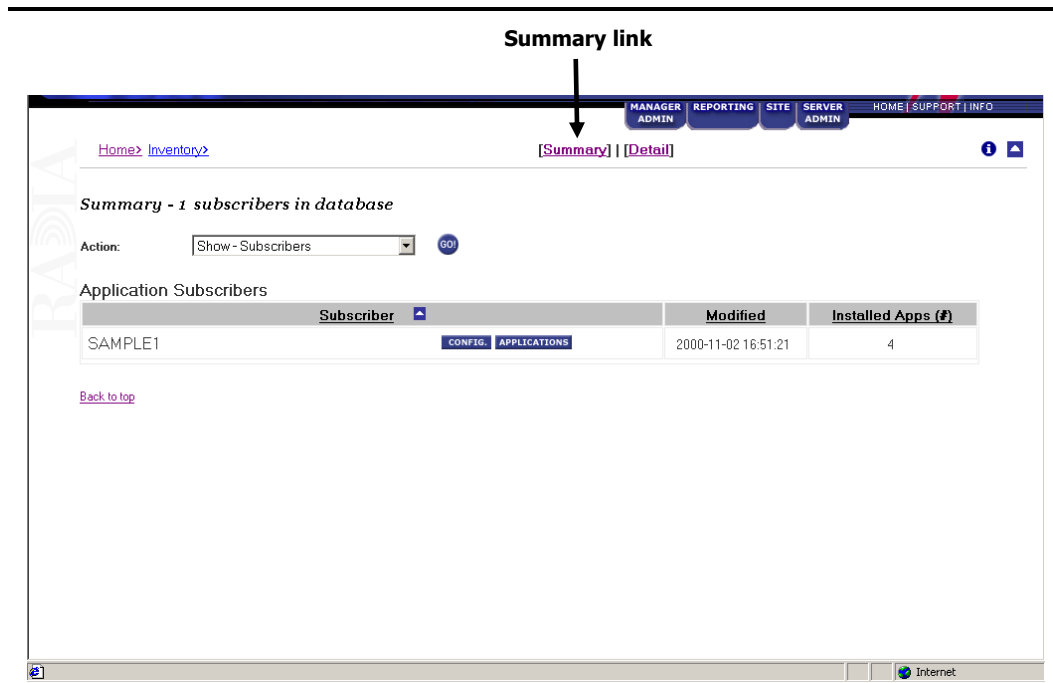 Summary link
MANAGER ADMIN REPORTING SITE SERVER ADMIN HOME | SUPPORT | INFO
Home> Inventory> [Summary] | [Detail]
RADIA
Summary - 1 subscribers in database
Action: Show - Subscribers GO!
Application Subscribers
Subscriber Modified Installed Apps (#)
SAMPLE1 CONFIG. APPLICATIONS 2000-11-02 16:51:21 4
Back to top
Internet